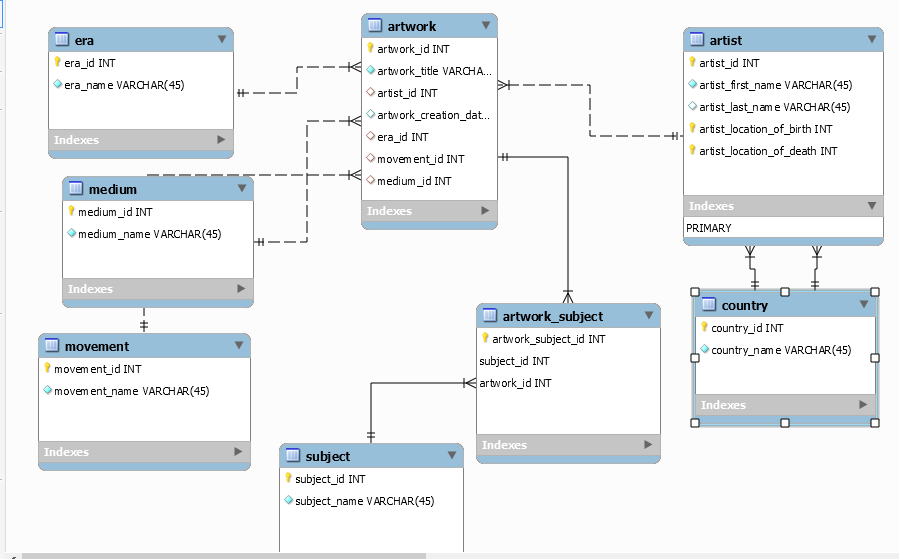 era
era_id INT
era_name VARCHAR(45)
Indexes
artwork
artwork_id INT
artwork_title VARCHA...
artist_id INT
artwork_creation_dat...
era_id INT
movement_id INT
medium_id INT
Indexes
artist
artist_id INT
artist_first_name VARCHAR(45)
artist_last_name VARCHAR(45)
artist_location_of_birth INT
artist_location_of_death INT
Indexes
PRIMARY
medium
medium_id INT
medium_name VARCHAR(45)
Indexes
movement
movement_id INT
movement_name VARCHAR(45)
Indexes
artwork_subject
artwork_subject_id INT
subject_id INT
artwork_id INT
Indexes
country
country_id INT
country_name VARCHAR(45)
Indexes
subject
subject_id INT
subject_name VARCHAR(45)